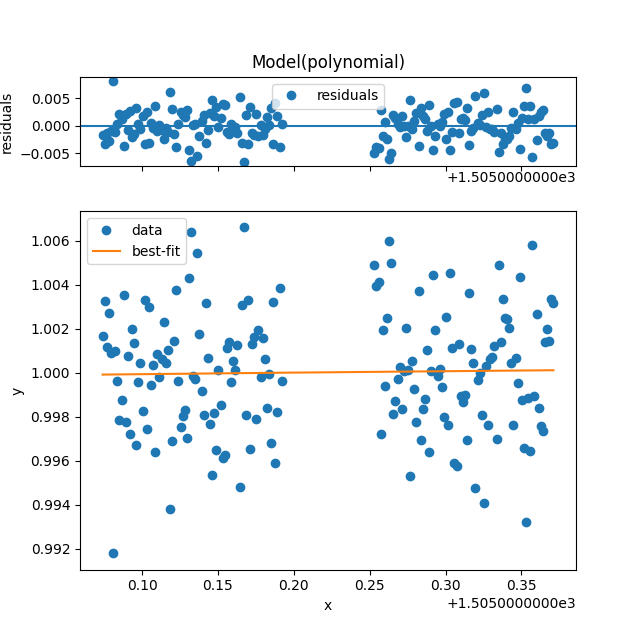 Model(polynomial)
residuals
0.005
0.000
−0.005
residuals
+1.5050000000e3
1.006
1.004
1.002
1.000
0.998
0.996
0.994
0.992
y
data
best-fit
0.10 0.15 0.20 0.25 0.30 0.35
x
+1.5050000000e3